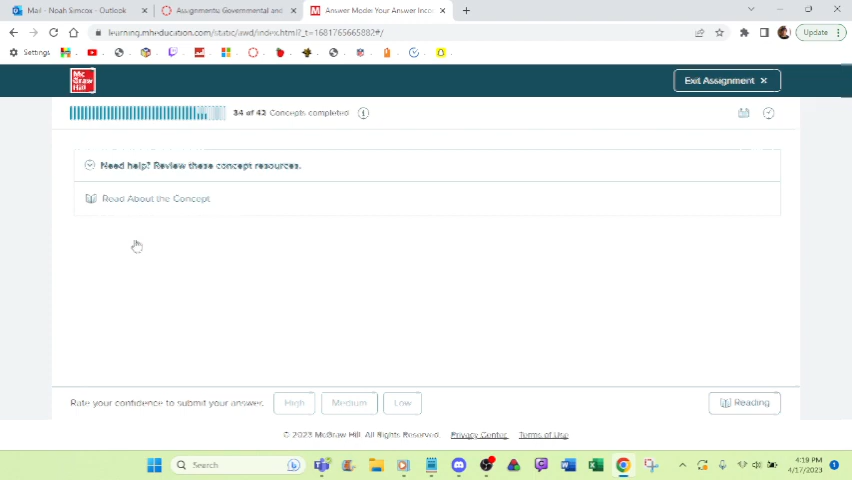 Mail - Noah Simcox - Outlook
Assignments: Governmental and
Answer Mode: Your Answer Inco
learning.mheducation.com/static/awd/index.html?_t=1681765665882#/
Update
Settings
Mc
Graw
Hill
Exit Assignment
34 of 42 Concepts completed
Need help? Review these concept resources.
Read About the Concept
Rate your confidence to submit your answer.
High
Medium
Low
Reading
© 2023 McGraw Hill. All Rights Reserved.
Privacy Center
Terms of Use
Search
4:19 PM
4/17/2023